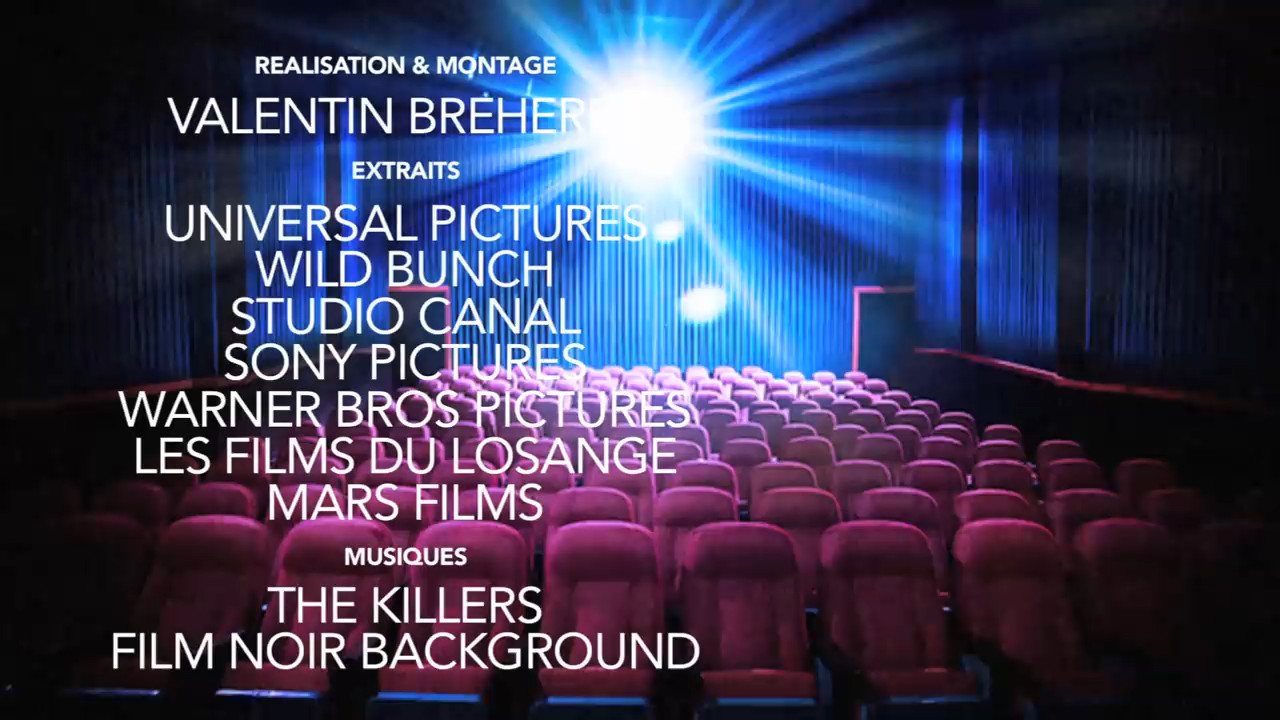 REALISATION & MONTAGE
VALENTIN
EXTRAITS
UNIVERSAL PICTURES
WILD BUNCH
STUDIO CANAL
SONY PICTURES
WARNER BROS PICTURES
LES FILMS DU LOSANGE
MARS FILMS
MUSIQUES
THE KILLERS
FILM NOIR BACKGROUND